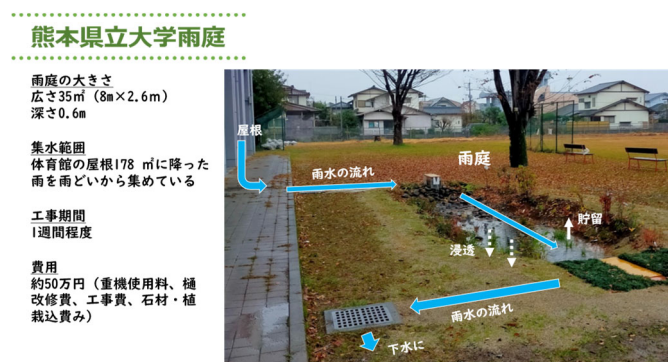 熊本県立大学雨庭
雨庭の大きさ
広さ35㎡（8m×2.6m）
深さ0.6m
集水範囲
体育館の屋根178 ㎡に降った
雨を雨どいから集めている
工事期間
1週間程度
費用
約50万円（重機使用料、樋
改修費、工事費、石材・植
栽込費み）
屋根
雨水の流れ
雨庭
貯留
浸透
雨水の流れ
下水に